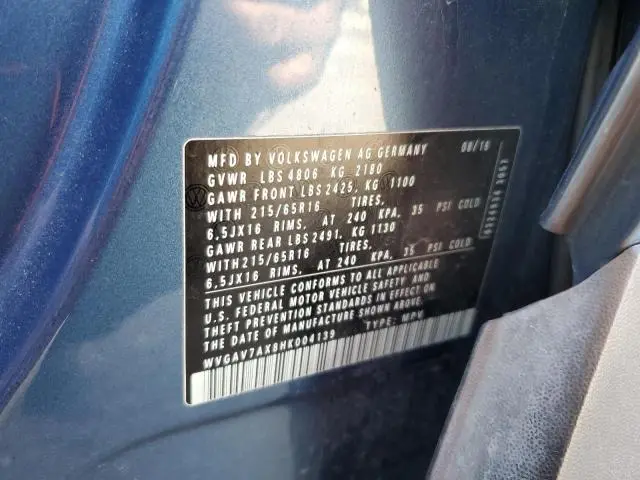 MFD BY VOLKSWAGEN AG GERMANY 08/16
GVWR LBS 4806 KG 2180
GAWR FRONT LBS 2425, KG 1100
WITH 215/65R16 TIRES,
6.5JX16 RIMS, AT 240 KPA, 35 PSI COLD
GAWR REAR LBS 2491, KG 1130
WITH 215/65R16 TIRES,
6,5JX16 RIMS, AT 240 KPA, 35 PSI COLD
THIS VEHICLE CONFORMS TO ALL APPLICABLE
U.S. FEDERAL MOTOR VEHICLE SAFETY AND
THEFT PREVENTION STANDARDS IN EFFECT ON
THE DATE OF MANUFACTURE SHOWN ABOVE.
WVGAV7AX8HK004139 TYPE: MPV